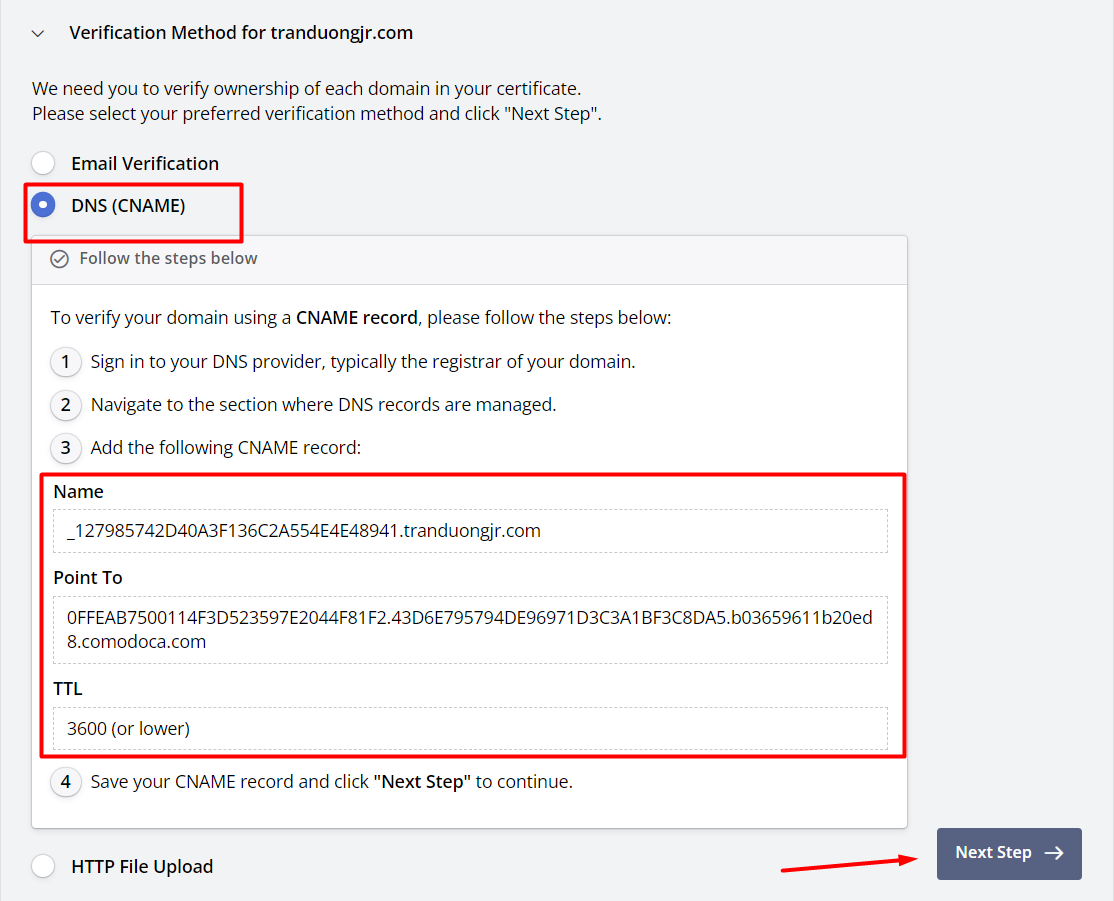 Verification Method for tranduongjr.com
We need you to verify ownership of each domain in your certificate.
Please select your preferred verification method and click "Next Step".
Email Verification
DNS (CNAME)
Follow the steps below
To verify your domain using a CNAME record, please follow the steps below:
1 Sign in to your DNS provider, typically the registrar of your domain.
2 Navigate to the section where DNS records are managed.
3 Add the following CNAME record:
Name
_127985742D40A3F136C2A554E4E48941.tranduongjr.com
Point To
0FFEAB7500114F3D523597E2044F81F2.43D6E795794DE96971D3C3A1BF3C8DA5.b03659611b20ed
8.comodoca.com
TTL
3600 (or lower)
4 Save your CNAME record and click "Next Step" to continue.
Next Step
HTTP File Upload